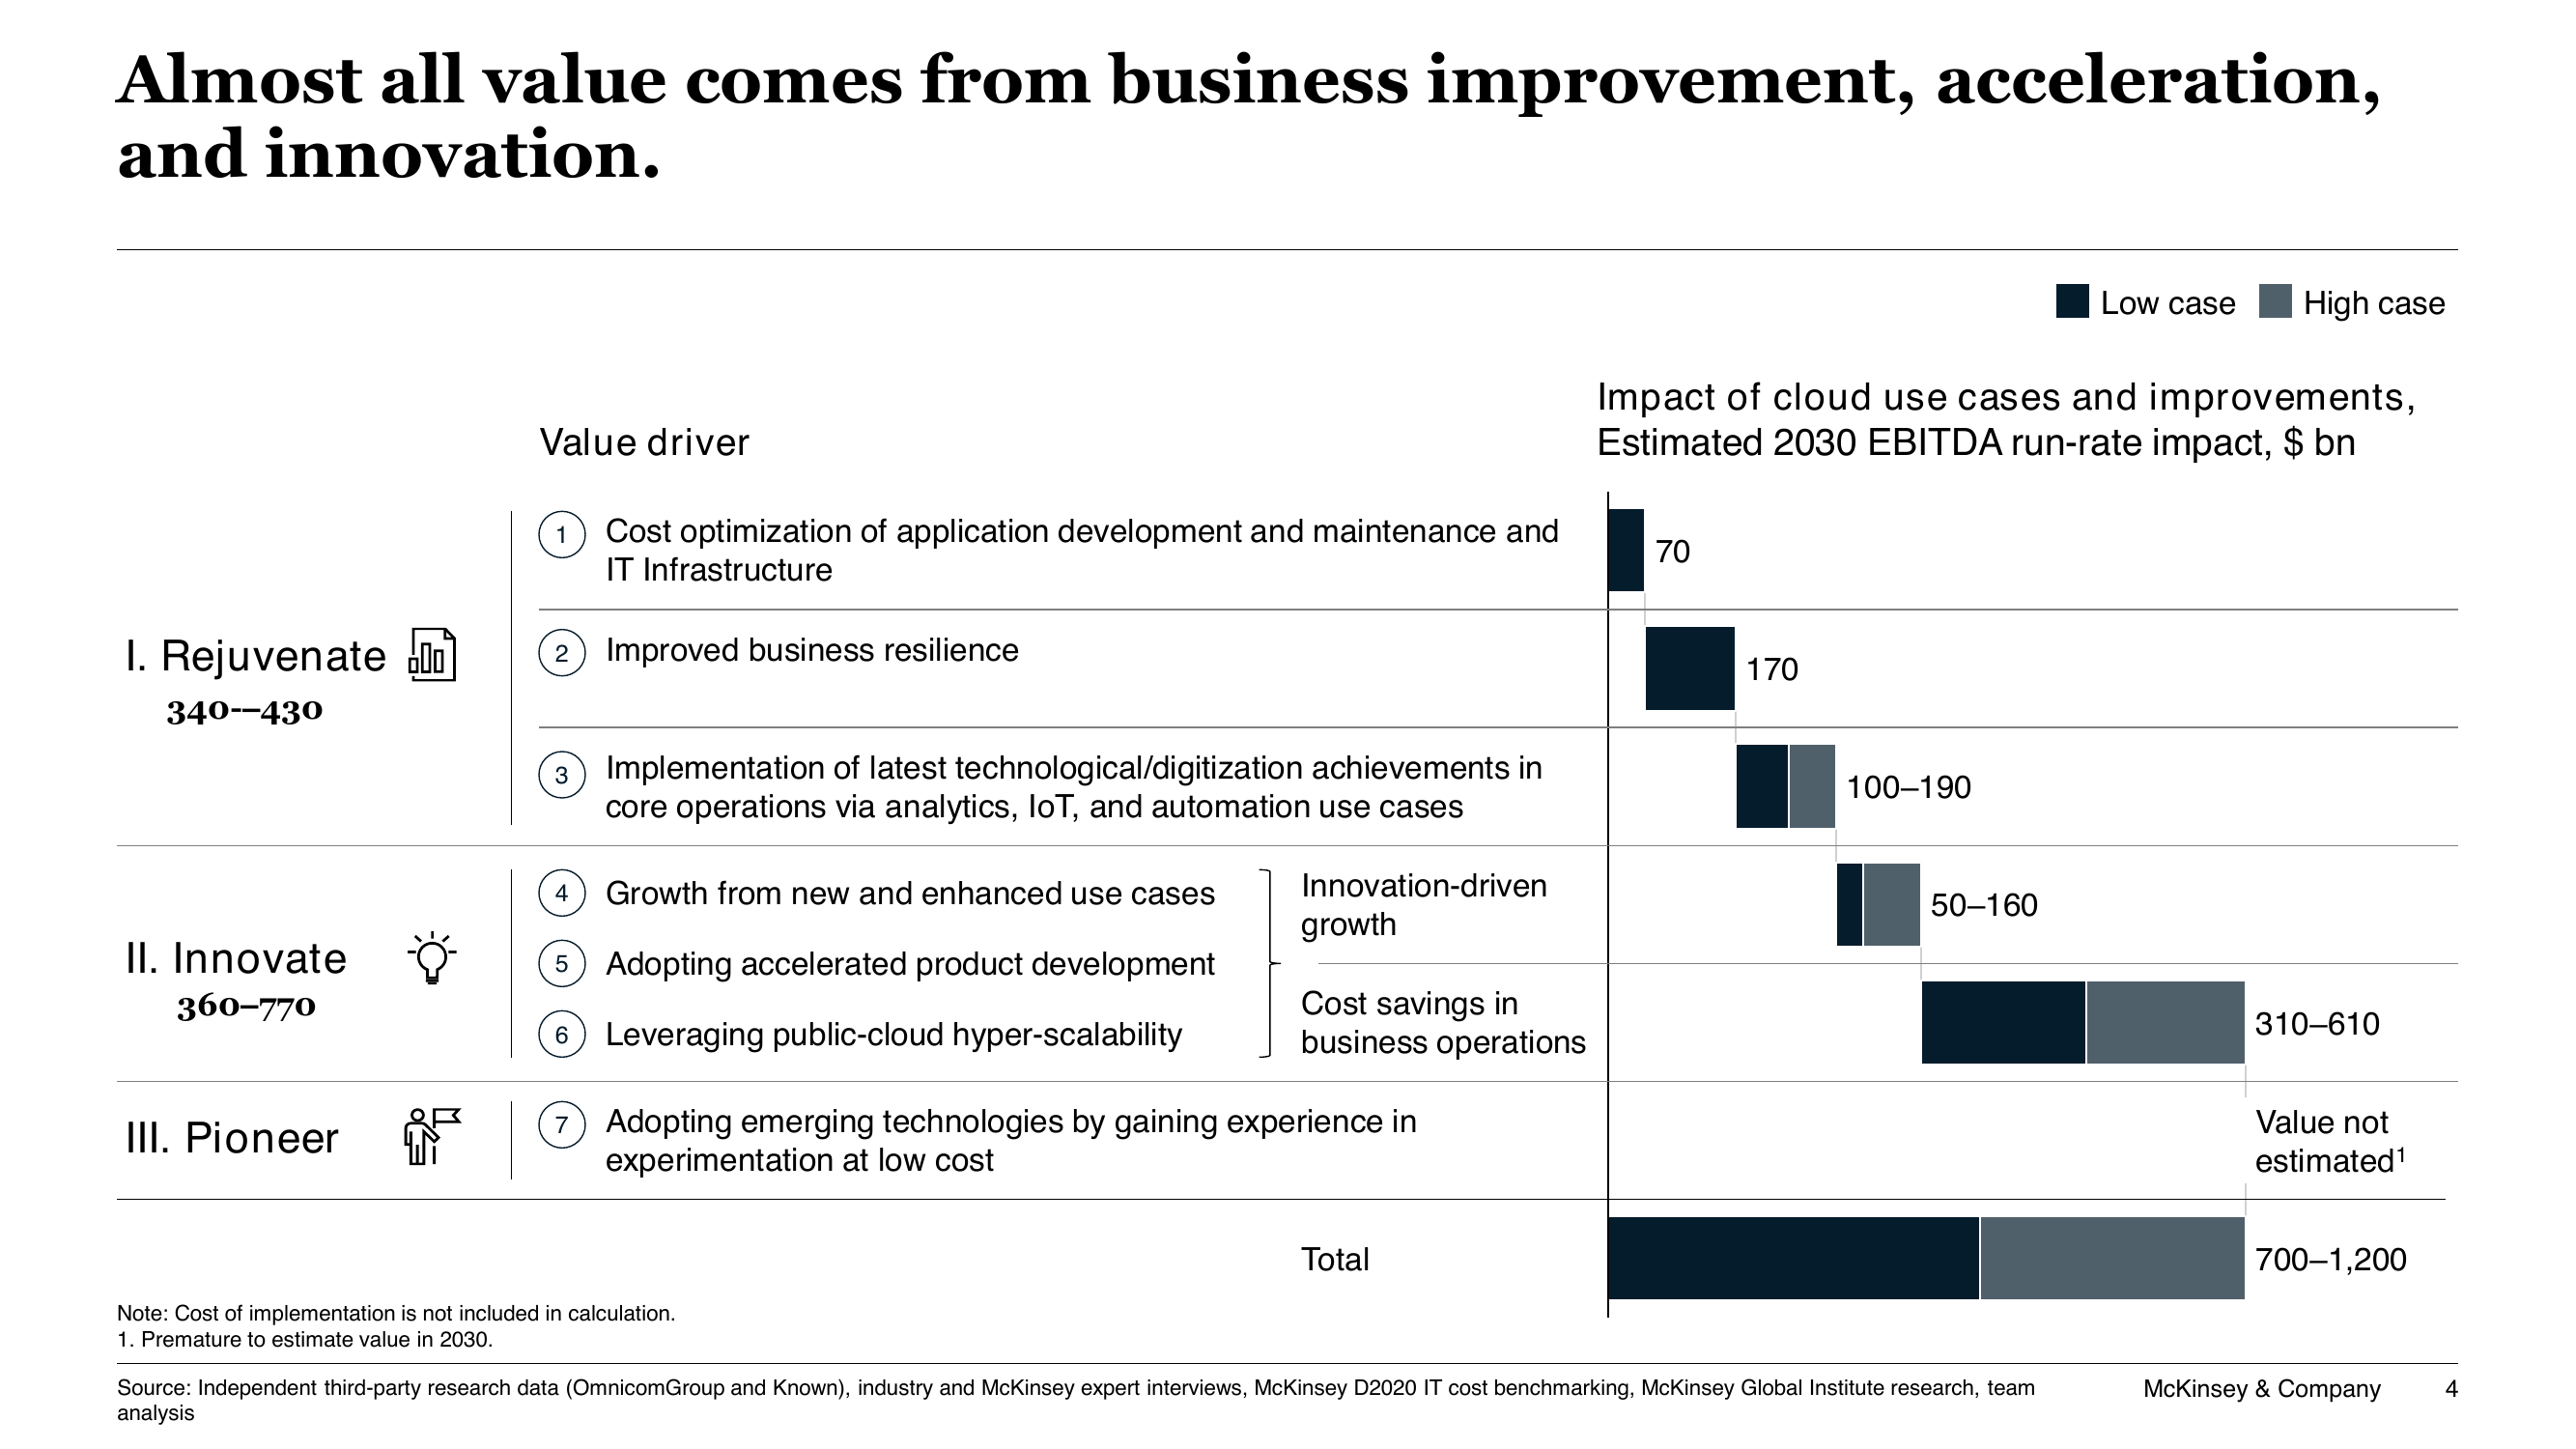 Almost all value comes from business improvement, acceleration,
and innovation.
Low case
High case
Value driver
Impact of cloud use cases and improvements,
Estimated 2030 EBITDA run-rate impact, $ bn
I. Rejuvenate
340-–430
1
Cost optimization of application development and maintenance and
IT Infrastructure
70
2
Improved business resilience
170
3
Implementation of latest technological/digitization achievements in
core operations via analytics, IoT, and automation use cases
100–190
II. Innovate
360–770
4
Growth from new and enhanced use cases
5
Adopting accelerated product development
6
Leveraging public-cloud hyper-scalability
Innovation-driven
growth
50–160
Cost savings in
business operations
310–610
III. Pioneer
7
Adopting emerging technologies by gaining experience in
experimentation at low cost
Value not
estimated¹
Total
700–1,200
Note: Cost of implementation is not included in calculation.
1. Premature to estimate value in 2030.
Source: Independent third-party research data (OmnicomGroup and Known), industry and McKinsey expert interviews, McKinsey D2020 IT cost benchmarking, McKinsey Global Institute research, team
analysis
McKinsey & Company
4